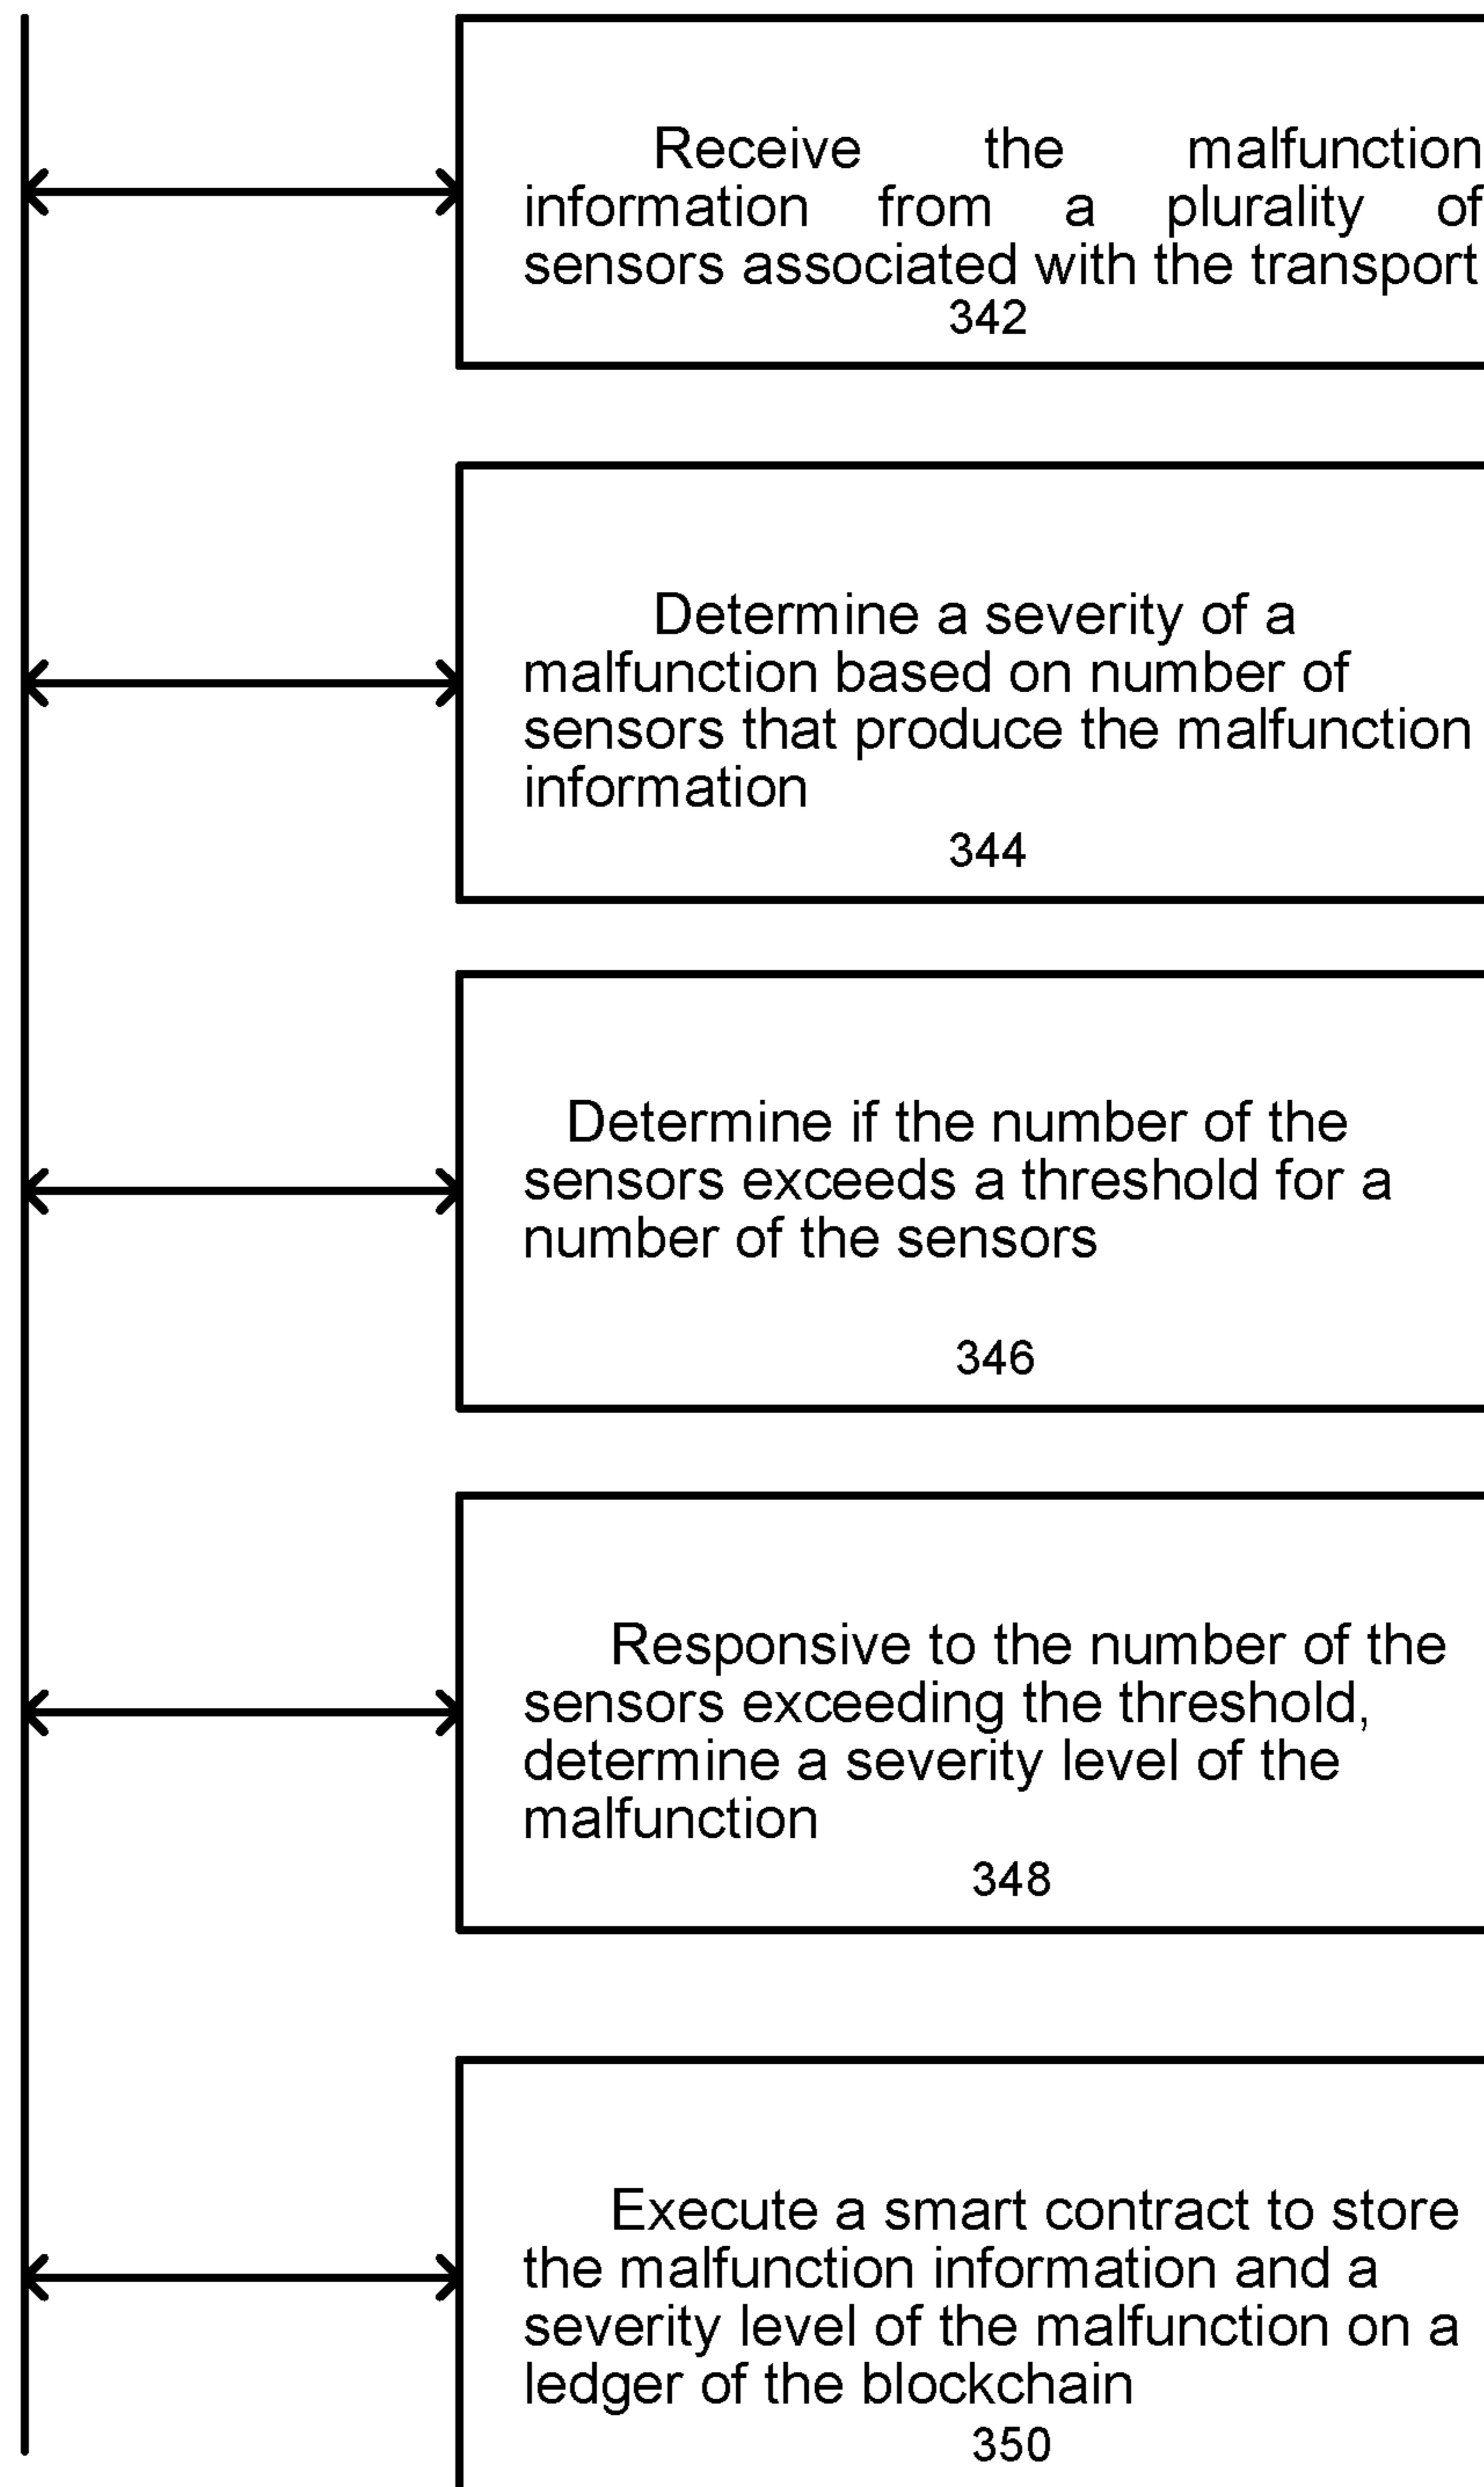 Receive the malfunction
information from a plurality of
sensors associated with the transport
342
Determine a severity of a
malfunction based on number of
sensors that produce the malfunction
information
344
Determine if the number of the
sensors exceeds a threshold for a
number of the sensors
346
Responsive to the number of the
sensors exceeding the threshold,
determine a severity level of the
malfunction
348
Execute a smart contract to store
the malfunction information and a
severity level of the malfunction on a
ledger of the blockchain
350